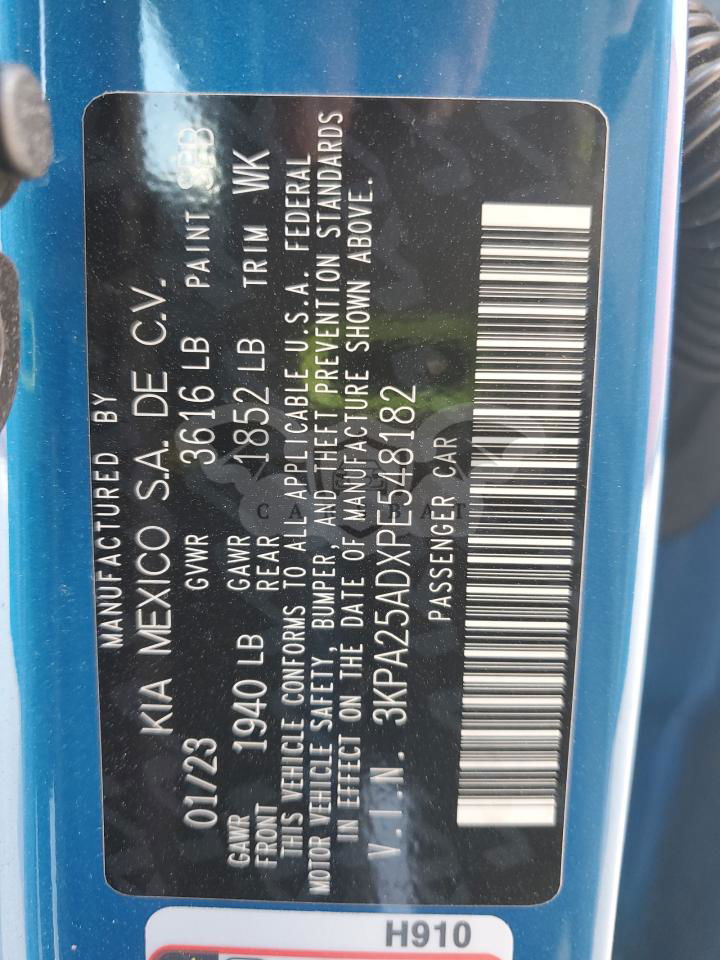 MANUFACTURED BY
KIA MEXICO S.A. DE C.V.
01/23 GVWR 3616 LB PAINT
GAWR FRONT 1940 LB GAWR REAR 1852 LB TRIM WK
THIS VEHICLE CONFORMS TO ALL APPLICABLE U.S.A. FEDERAL
MOTOR VEHICLE SAFETY, BUMPER, AND THEFT PREVENTION STANDARDS
IN EFFECT ON THE DATE OF MANUFACTURE SHOWN ABOVE.
V.I.N. 3KPA25ADXPE548182
PASSENGER CAR
H910